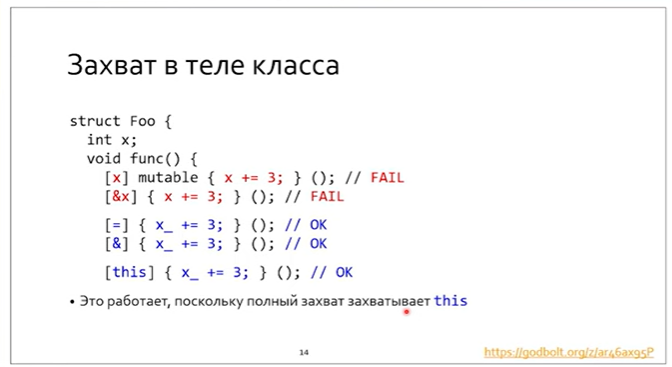 Захват в теле класса
struct Foo {
int x;
void func() {
[x] mutable { x += 3; } (); // FAIL
[&x] { x += 3; } (); // FAIL
[=] { x_ += 3; } (); // OK
[&] { x_ += 3; } (); // OK
[this] { x_ += 3; } (); // OK
• Это работает, поскольку полный захват захватывает this
14
https://godbolt.org/z/ar46ax95P